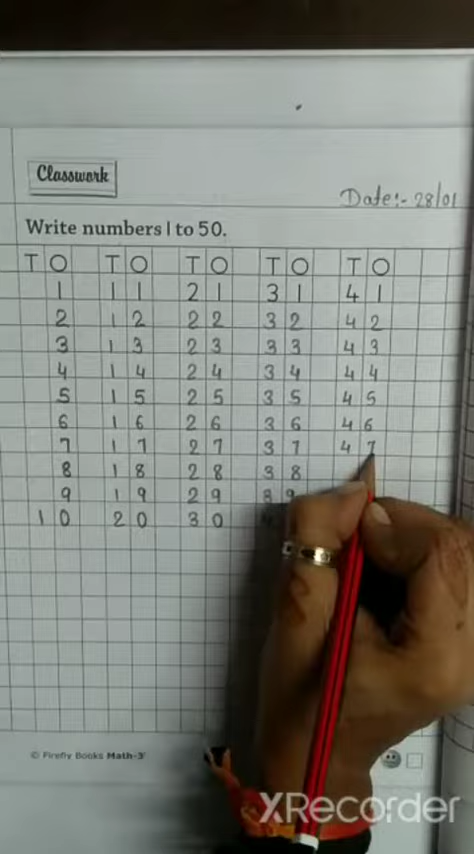 Classwork
Date:- 28/01
Write numbers 1 to 50.
T O T O T O T O T O
1 1 1 2 1 3 1 4 1
2 1 2 2 2 3 2 4 2
3 1 3 2 3 3 3 4 3
4 1 4 2 4 3 4 4 4
5 1 5 2 5 3 5 4 5
6 1 6 2 6 3 6 4 6
7 1 7 2 7 3 7 4 7
8 1 8 2 8 3 8
9 1 9 2 9 3 9
1 0 2 0 3 0 4
© Firefly Books Math-3
XRecorder